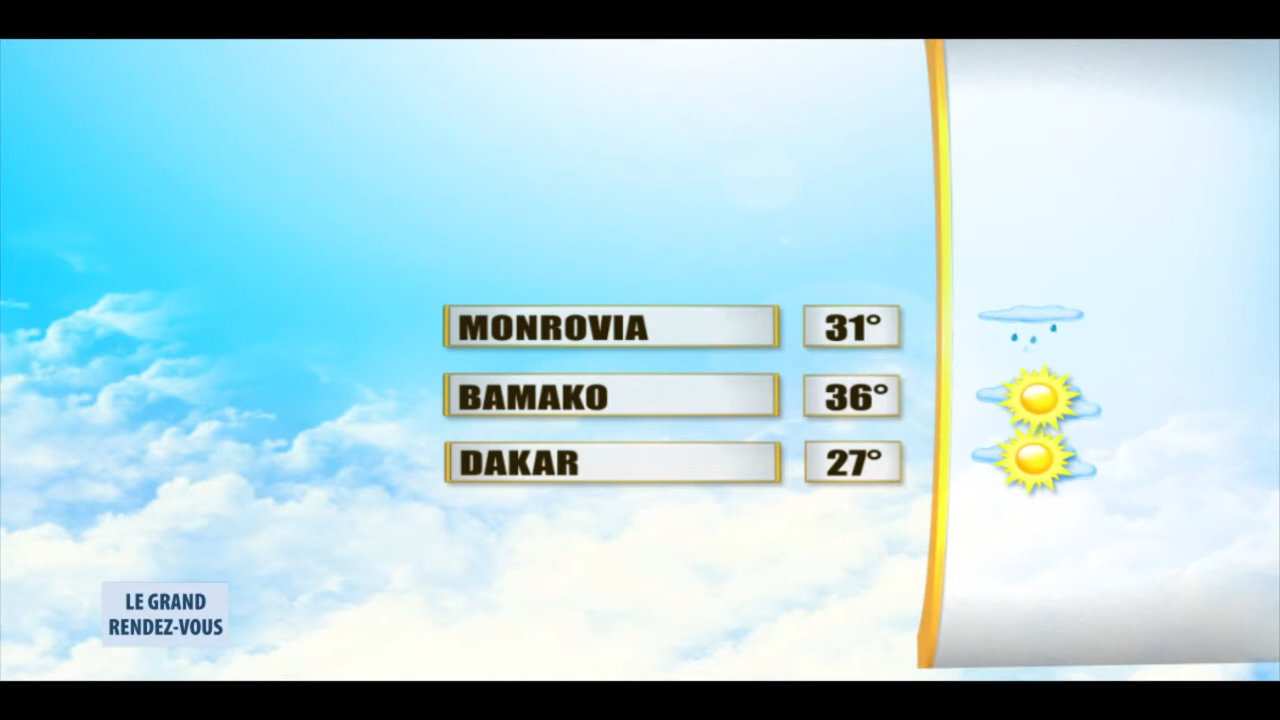 MONROVIA 31°
BAMAKO 36°
DAKAR 27°
LE GRAND
RENDEZ-VOUS